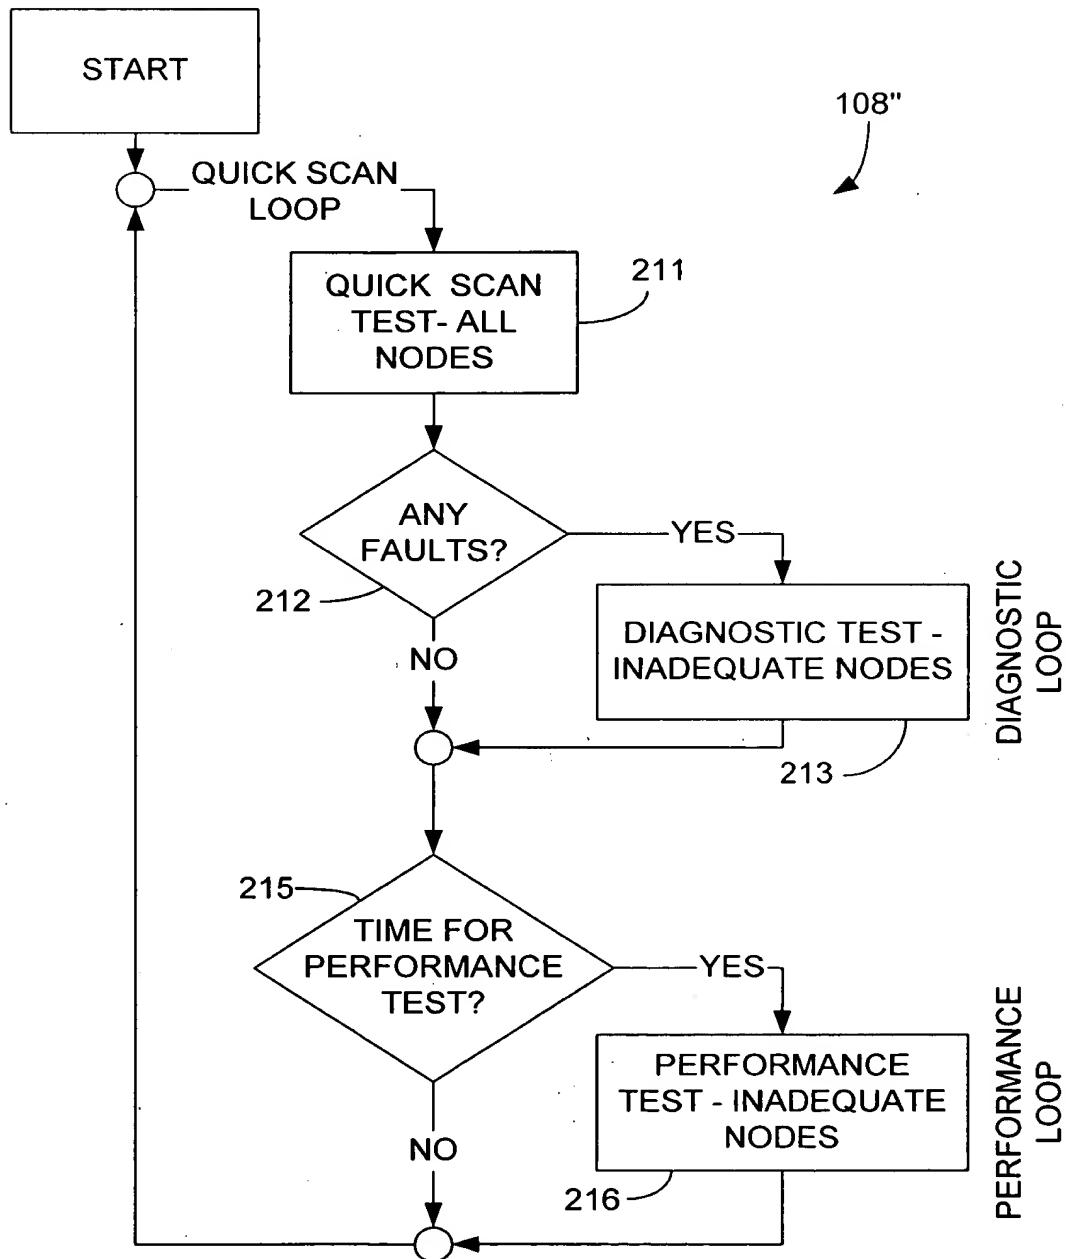 START
108"
QUICK SCAN
LOOP
QUICK SCAN
TEST- ALL
NODES
211
ANY
FAULTS?
YES
212
NO
DIAGNOSTIC TEST -
INADEQUATE NODES
DIAGNOSTIC
LOOP
213
215
TIME FOR
PERFORMANCE
TEST?
YES
NO
PERFORMANCE
TEST - INADEQUATE
NODES
PERFORMANCE
LOOP
216